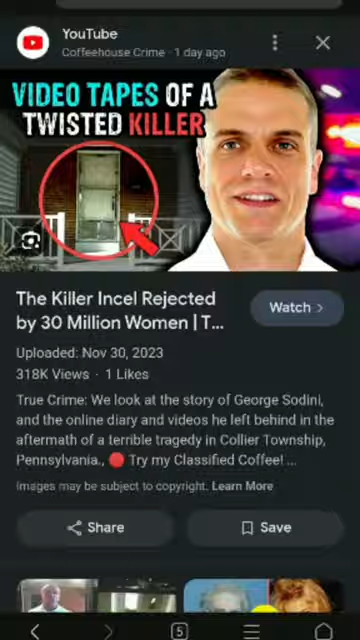 YouTube
Coffeehouse Crime · 1 day ago
VIDEO TAPES OF A
TWISTED KILLER
The Killer Incel Rejected
by 30 Million Women | T...
Watch
Uploaded: Nov 30, 2023
318K Views · 1 Likes
True Crime: We look at the story of George Sodini,
and the online diary and videos he left behind in the
aftermath of a terrible tragedy in Collier Township,
Pennsylvania., 🔴 Try my Classified Coffee! ...
Images may be subject to copyright. Learn More
Share
Save
5